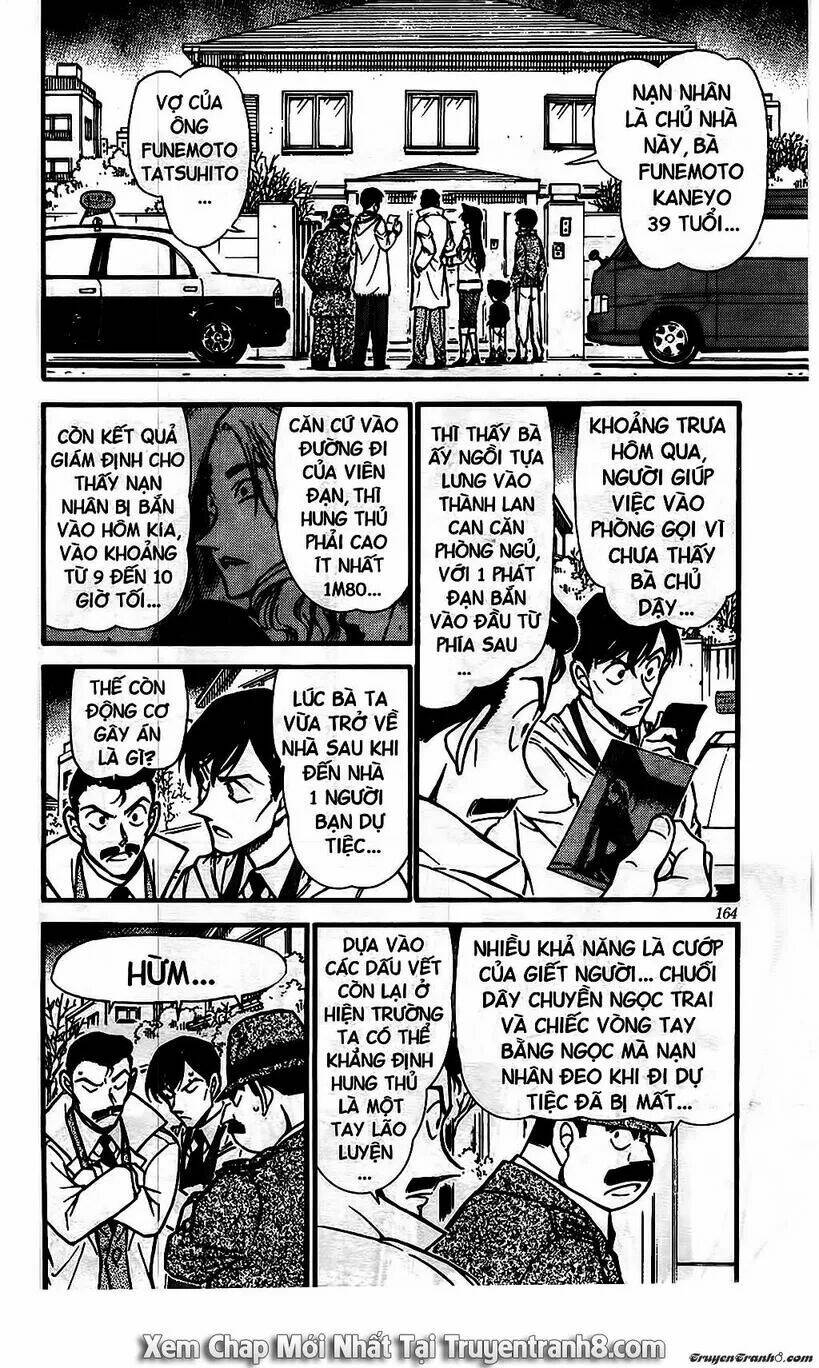 NẠN NHÂN
LÀ CHỦ NHÀ
NÀY, BÀ
FUNEMOTO
KANEYO
39 TUỔI...
VỢ CỦA
ÔNG
FUNEMOTO
TATSUHITO
...
KHOẢNG TRƯA
HÔM QUA,
NGƯỜI GIÚP
VIỆC VÀO
PHÒNG GỌI VÌ
CHƯA THẤY
BÀ CHỦ
DẬY...
THÌ THẤY BÀ
ẤY NGỒI TỰA
LƯNG VÀO
THÀNH LAN
CAN CĂN
PHÒNG NGỦ,
VỚI 1 PHÁT
ĐẠN BẮN
VÀO ĐẦU TỪ
PHÍA SAU
...
CĂN CỨ VÀO
ĐƯỜNG ĐI
CỦA VIÊN
ĐẠN, THÌ
HUNG THỦ
PHẢI CAO
ÍT NHẤT
1M80...
CÒN KẾT QUẢ
GIÁM ĐỊNH CHO
THẤY NẠN
NHÂN BỊ BẮN
VÀO HÔM KIA,
VÀO KHOẢNG
TỪ 9 ĐẾN 10
GIỜ TỐI...
LÚC BÀ TA
VỪA TRỞ VỀ
NHÀ SAU KHI
ĐẾN NHÀ
1 NGƯỜI
BẠN DỰ
TIỆC...
THẾ CÒN
ĐỘNG CƠ
GÂY ÁN
LÀ GÌ?
164
NHIỀU KHẢ NĂNG LÀ CƯỚP
CỦA GIẾT NGƯỜI... CHUỖI
DÂY CHUYỀN NGỌC TRAI
VÀ CHIẾC VÒNG TAY
BẰNG NGỌC MÀ NẠN
NHÂN ĐEO KHI ĐI DỰ
TIỆC ĐÃ BỊ MẤT...
DỰA VÀO
CÁC DẤU VẾT
CÒN LẠI Ở
HIỆN TRƯỜNG
TA CÓ THỂ
KHẲNG ĐỊNH
HUNG THỦ
LÀ MỘT
TAY LÃO
LUYỆN...
HỪM...
Xem Chap Mới Nhất Tại Truyentranh8.com
TruyenTranh8.com